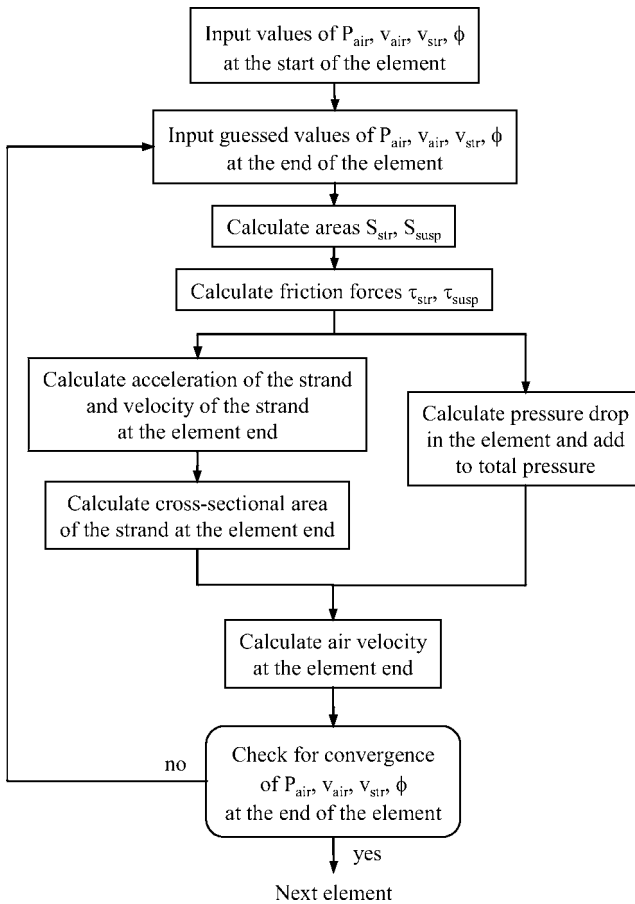 Input values of P_air, v_air, v_str, ϕ
at the start of the element
Input guessed values of P_air, v_air, v_str, ϕ
at the end of the element
Calculate areas S_str, S_susp
Calculate friction forces τ_str, τ_susp
Calculate acceleration of the strand
and velocity of the strand
at the element end
Calculate pressure drop
in the element and add
to total pressure
Calculate cross-sectional area
of the strand at the element end
Calculate air velocity
at the element end
no
Check for convergence
of P_air, v_air, v_str, ϕ
at the end of the element
yes
Next element